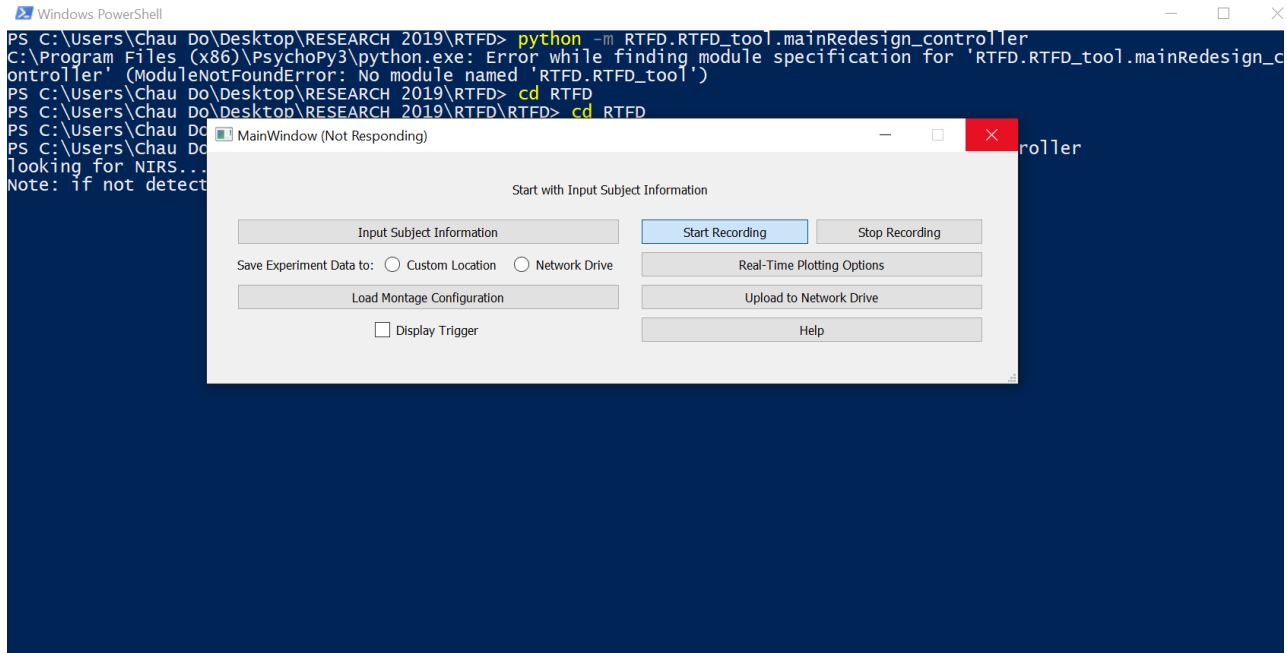 Windows PowerShell
PS C:\Users\Chau Do\Desktop\RESEARCH 2019\RTFD> python -m RTFD.RTFD_tool.mainRedesign_controller
C:\Program Files (x86)\PsychoPy3\python.exe: Error while finding module specification for 'RTFD.RTFD_tool.mainRedesign_c
ontroller' (ModuleNotFoundError: No module named 'RTFD.RTFD_tool')
PS C:\Users\Chau Do\Desktop\RESEARCH 2019\RTFD> cd RTFD
PS C:\Users\Chau Do\Desktop\RESEARCH 2019\RTFD\RTFD> cd RTFD
PS C:\Users\Chau Do
PS C:\Users\Chau Do roller
looking for NIRS...
Note: if not detect
MainWindow (Not Responding)
Start with Input Subject Information
Input Subject Information Start Recording Stop Recording
Save Experiment Data to: Custom Location Network Drive Real-Time Plotting Options
Load Montage Configuration Upload to Network Drive
Display Trigger Help